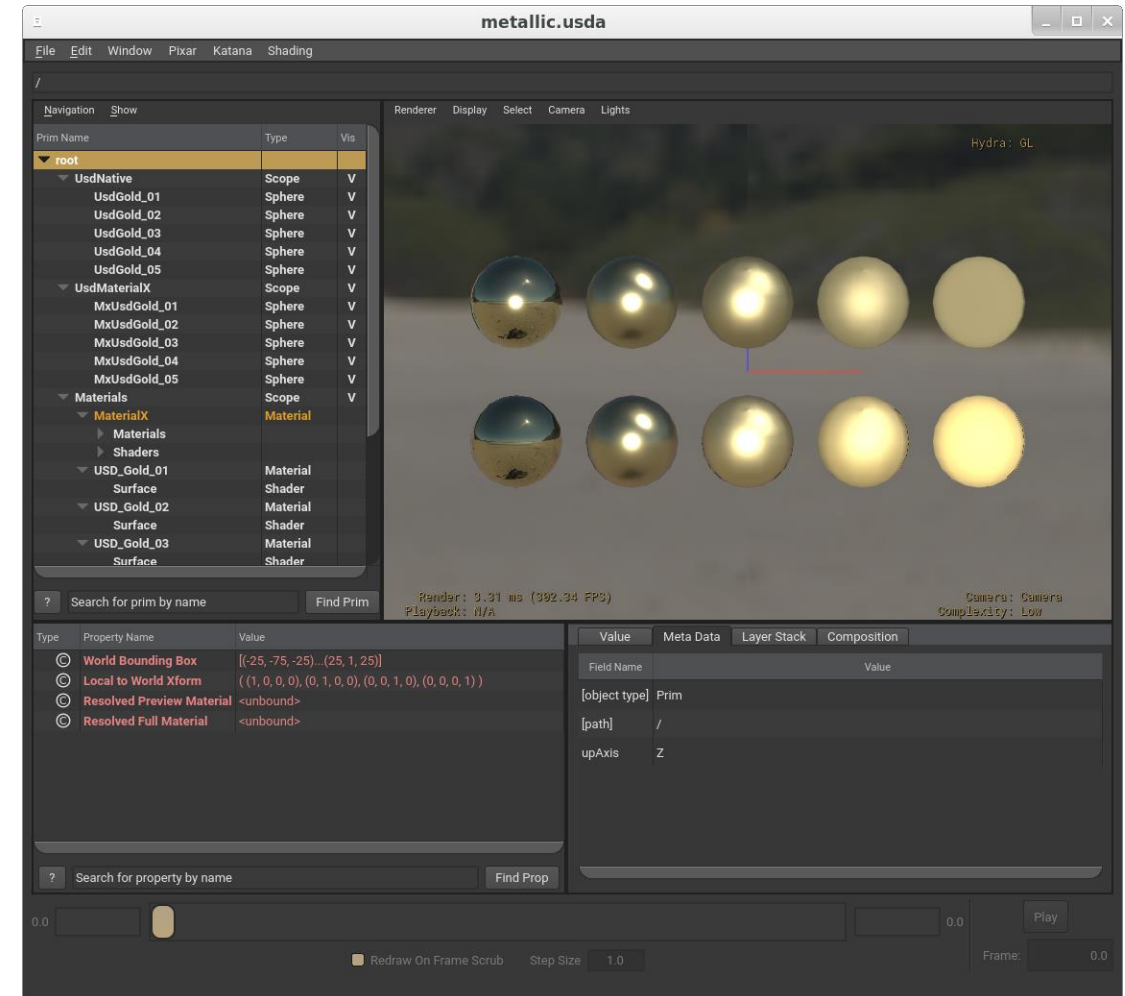 metallic.usda
File Edit Window Pixar Katana Shading
/
Navigation Show
Prim Name Type Vis
root
UsdNative Scope V
UsdGold_01 Sphere V
UsdGold_02 Sphere V
UsdGold_03 Sphere V
UsdGold_04 Sphere V
UsdGold_05 Sphere V
UsdMaterialX Scope V
MxUsdGold_01 Sphere V
MxUsdGold_02 Sphere V
MxUsdGold_03 Sphere V
MxUsdGold_04 Sphere V
MxUsdGold_05 Sphere V
Materials Scope V
MaterialX Material
Materials
Shaders
USD_Gold_01 Material
Surface Shader
USD_Gold_02 Material
Surface Shader
USD_Gold_03 Material
Surface Shader
? Search for prim by name Find Prim
Renderer Display Select Camera Lights
Hydra: GL
Render: 3.31 ms (302.34 FPS)
Playback: N/A
Camera: Camera
Complexity: Low
Type Property Name Value
© World Bounding Box [(-25, -75, -25)...(25, 1, 25)]
© Local to World Xform ( (1, 0, 0, 0), (0, 1, 0, 0), (0, 0, 1, 0), (0, 0, 0, 1) )
© Resolved Preview Material <unbound>
© Resolved Full Material <unbound>
? Search for property by name Find Prop
Value Meta Data Layer Stack Composition
Field Name Value
[object type] Prim
[path] /
upAxis Z
0.0 0.0 Play
Redraw On Frame Scrub Step Size 1.0 Frame: 0.0